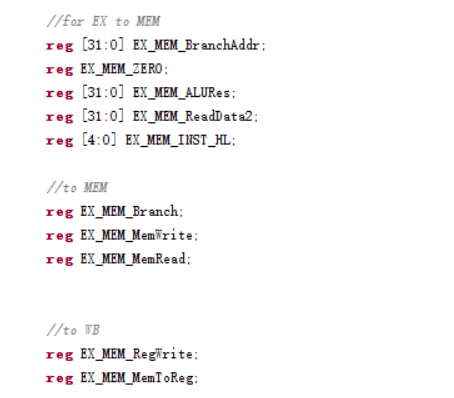 //for EX to MEM
reg [31:0] EX_MEM_BranchAddr;
reg EX_MEM_ZERO;
reg [31:0] EX_MEM_ALURes;
reg [31:0] EX_MEM_ReadData2;
reg [4:0] EX_MEM_INST_HL;
//to MEM
reg EX_MEM_Branch;
reg EX_MEM_MemWrite;
reg EX_MEM_MemRead;
//to WB
reg EX_MEM_RegWrite;
reg EX_MEM_MemToReg;